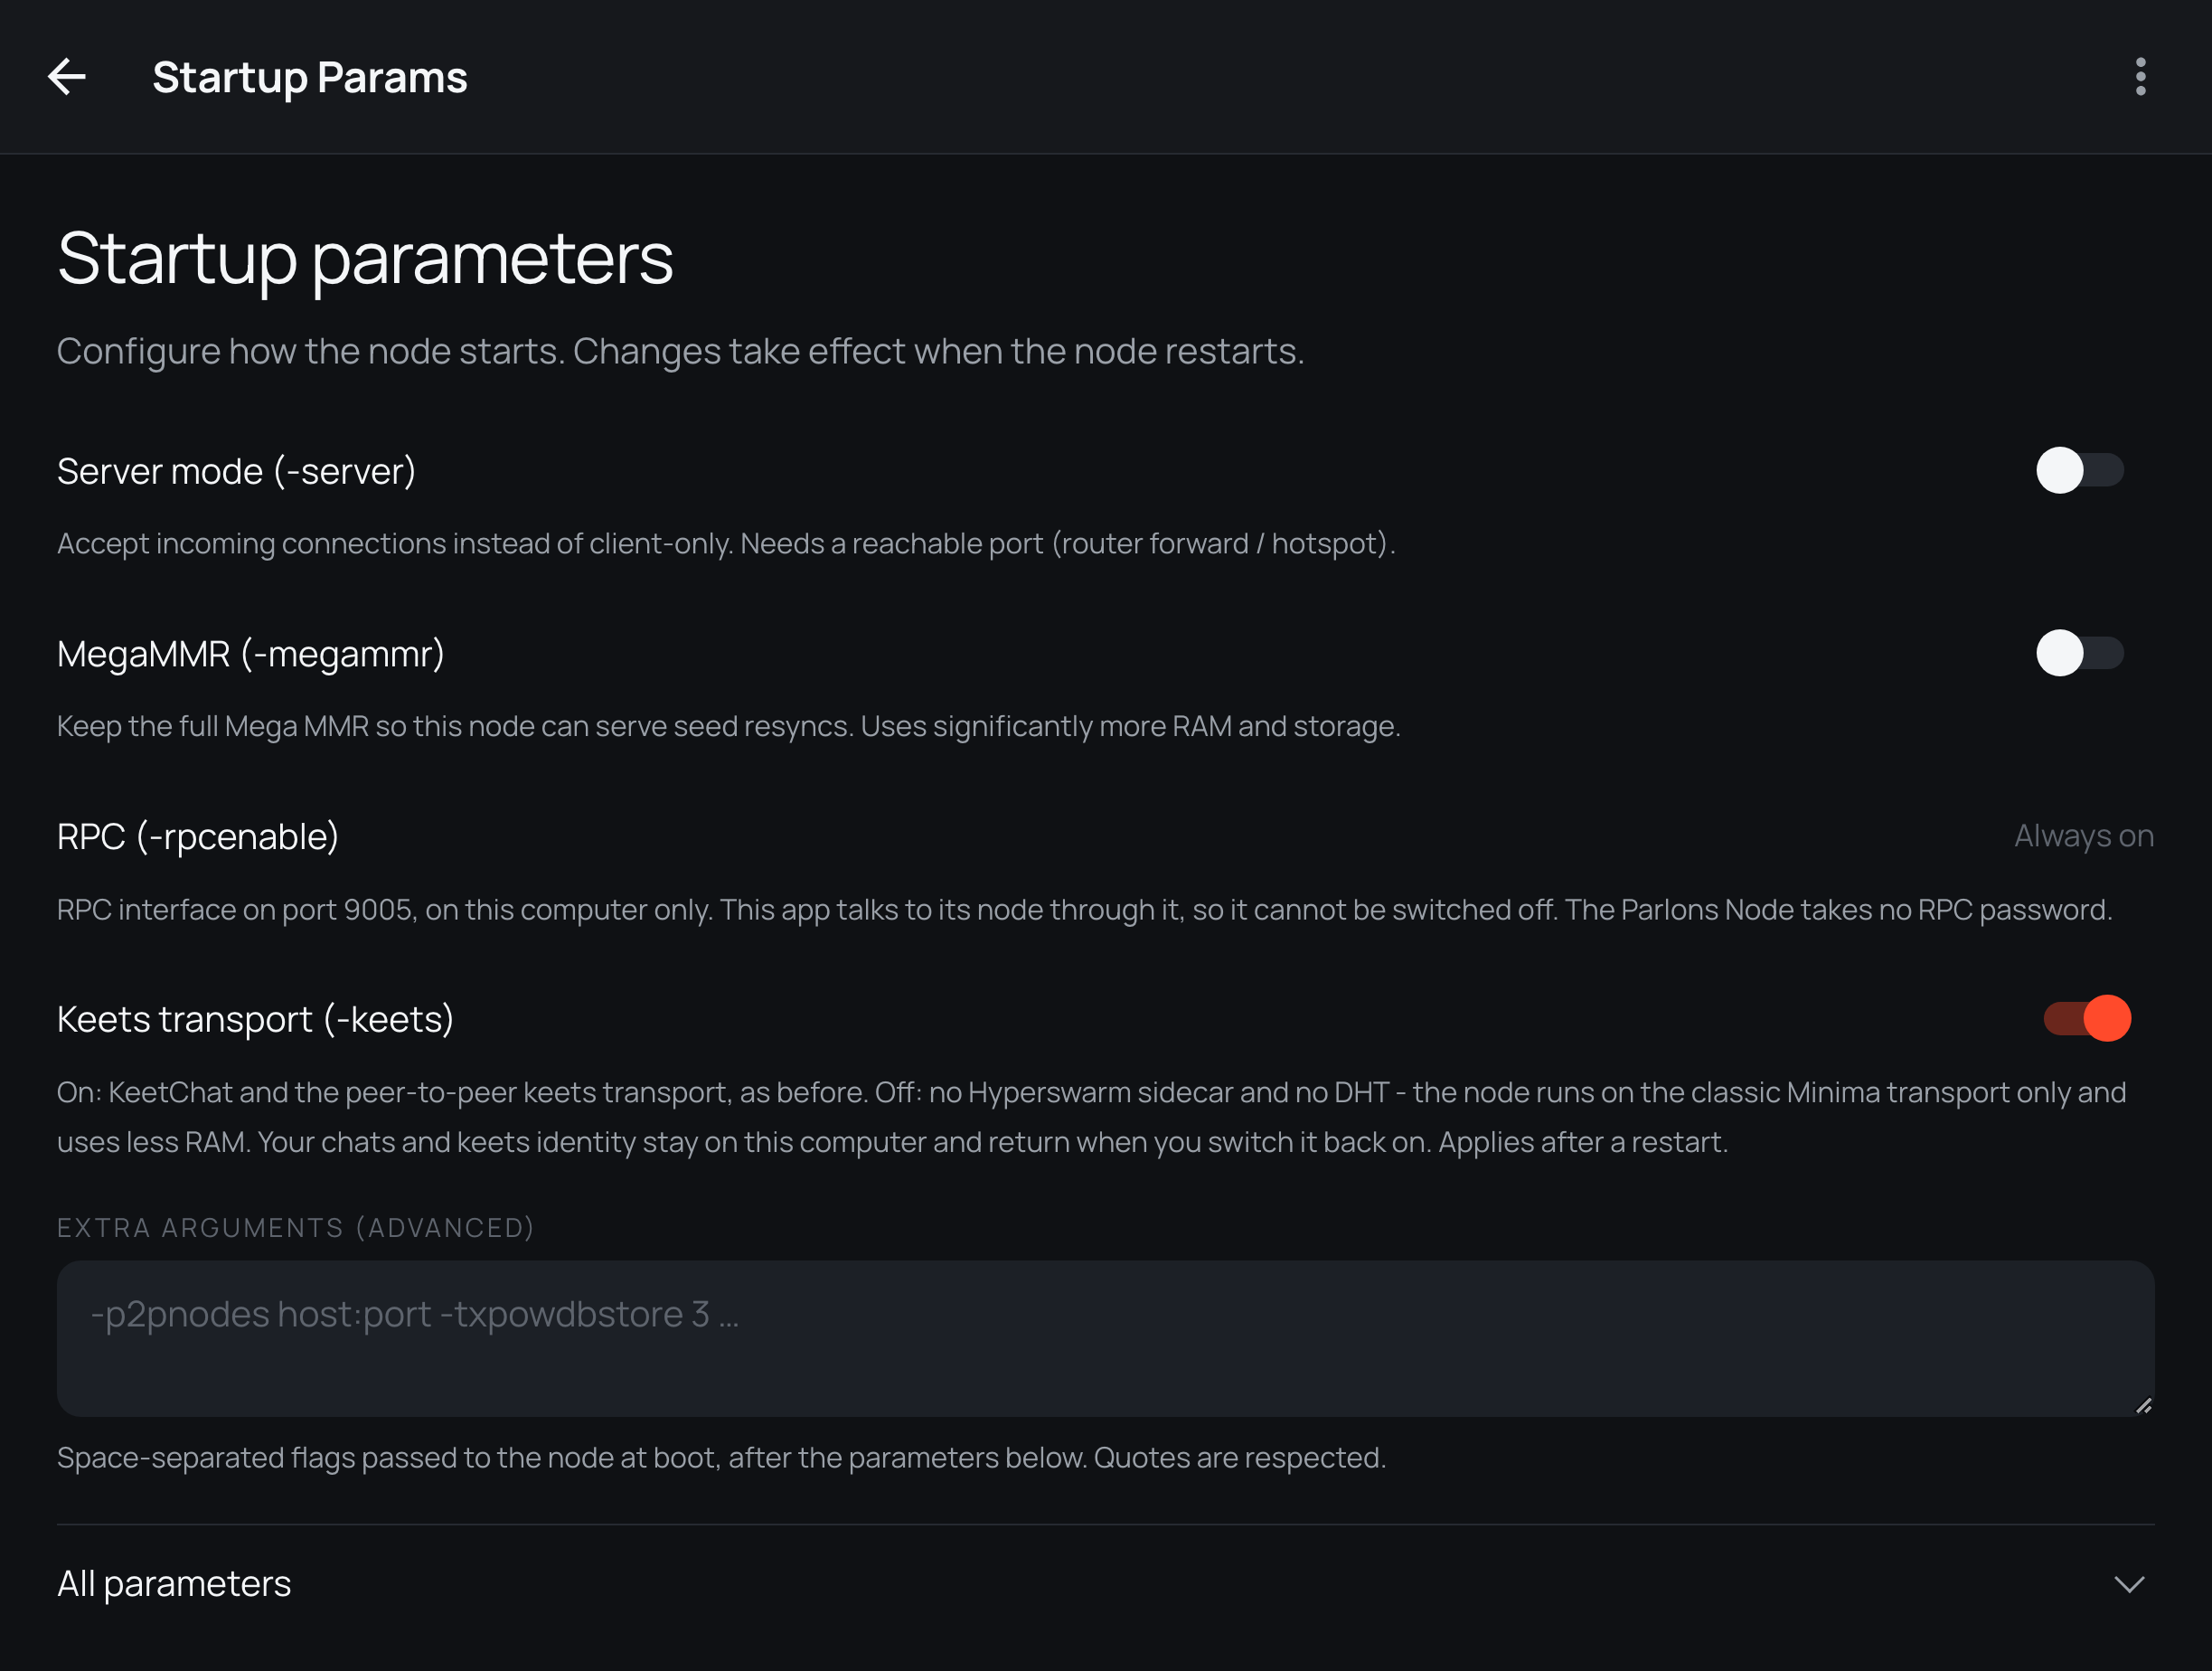 Startup Params
Startup parameters
Configure how the node starts. Changes take effect when the node restarts.
Server mode (-server)
Accept incoming connections instead of client-only. Needs a reachable port (router forward / hotspot).
MegaMMR (-megammr)
Keep the full Mega MMR so this node can serve seed resyncs. Uses significantly more RAM and storage.
RPC (-rpcenable)
Always on
RPC interface on port 9005, on this computer only. This app talks to its node through it, so it cannot be switched off. The Parlons Node takes no RPC password.
Keets transport (-keets)
On: KeetChat and the peer-to-peer keets transport, as before. Off: no Hyperswarm sidecar and no DHT - the node runs on the classic Minima transport only and
uses less RAM. Your chats and keets identity stay on this computer and return when you switch it back on. Applies after a restart.
EXTRA ARGUMENTS (ADVANCED)
-p2pnodes host:port -txpowdbstore 3 ...
Space-separated flags passed to the node at boot, after the parameters below. Quotes are respected.
All parameters